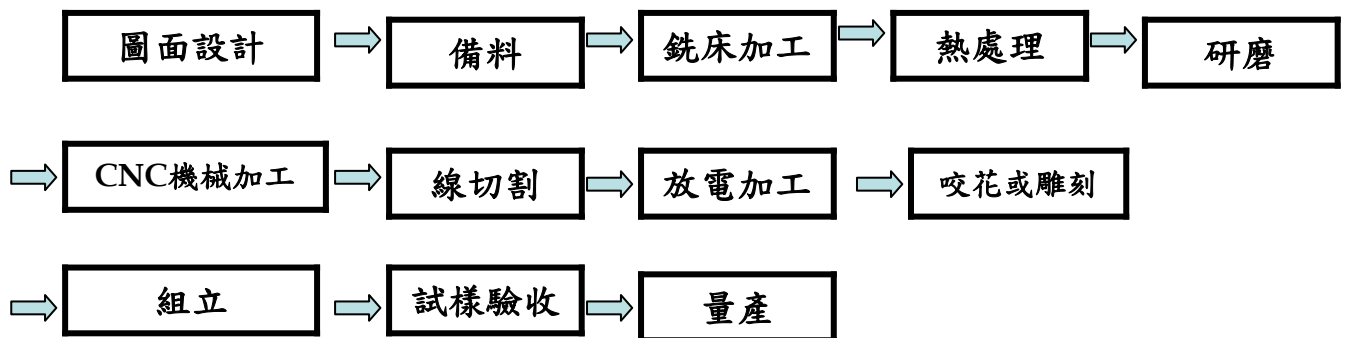 圖面設計 備料 銑床加工 熱處理 研磨
CNC機械加工 線切割 放電加工 咬花或雕刻
組立 試樣驗收 量產